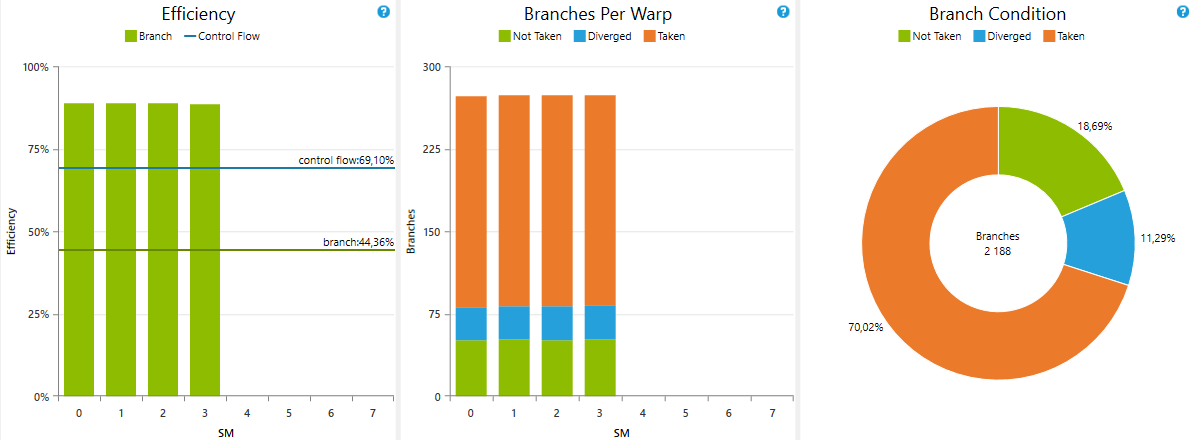 Efficiency
?
Branch
Control Flow
100%
75%
50%
25%
0%
control flow:69,10%
branch:44,36%
Efficiency
0 1 2 3 4 5 6 7
SM
Branches Per Warp
?
Not Taken
Diverged
Taken
300
225
150
75
0
Branches
0 1 2 3 4 5 6 7
SM
Branch Condition
?
Not Taken
Diverged
Taken
18,69%
11,29%
70,02%
Branches
2 188